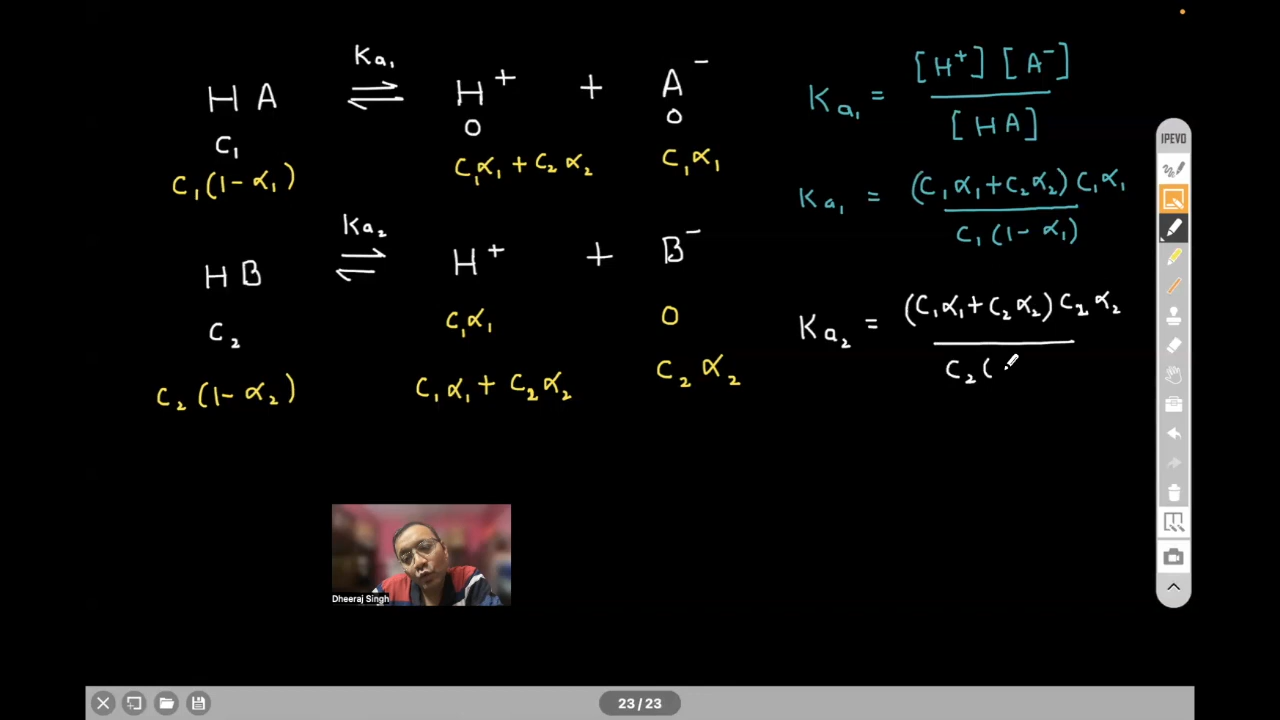 Ka₁
HA ⇌ H⁺ + A⁻
C₁ 0 0
C₁(1-α₁) C₁α₁ + C₂α₂ C₁α₁
Ka₂
HB ⇌ H⁺ + B⁻
C₂ C₁α₁ 0
C₂(1-α₂) C₁α₁ + C₂α₂ C₂α₂
Ka₁ = [H⁺][A⁻]
[HA]
Ka₁ = (C₁α₁+C₂α₂)C₁α₁
C₁(1-α₁)
Ka₂ = (C₁α₁+C₂α₂)C₂α₂
C₂(
IPEVO
Dheeraj Singh
23/23